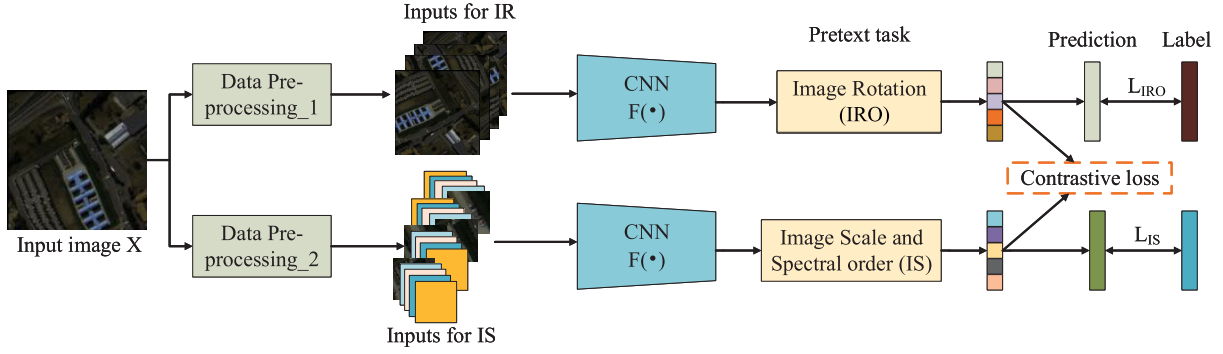 Inputs for IR
Pretext task
Prediction
Label
Data Pre-
processing_1
CNN
F(•)
Image Rotation
(IRO)
L_IRO
Input image X
Contrastive loss
Data Pre-
processing_2
CNN
F(•)
Image Scale and
Spectral order (IS)
L_IS
Inputs for IS